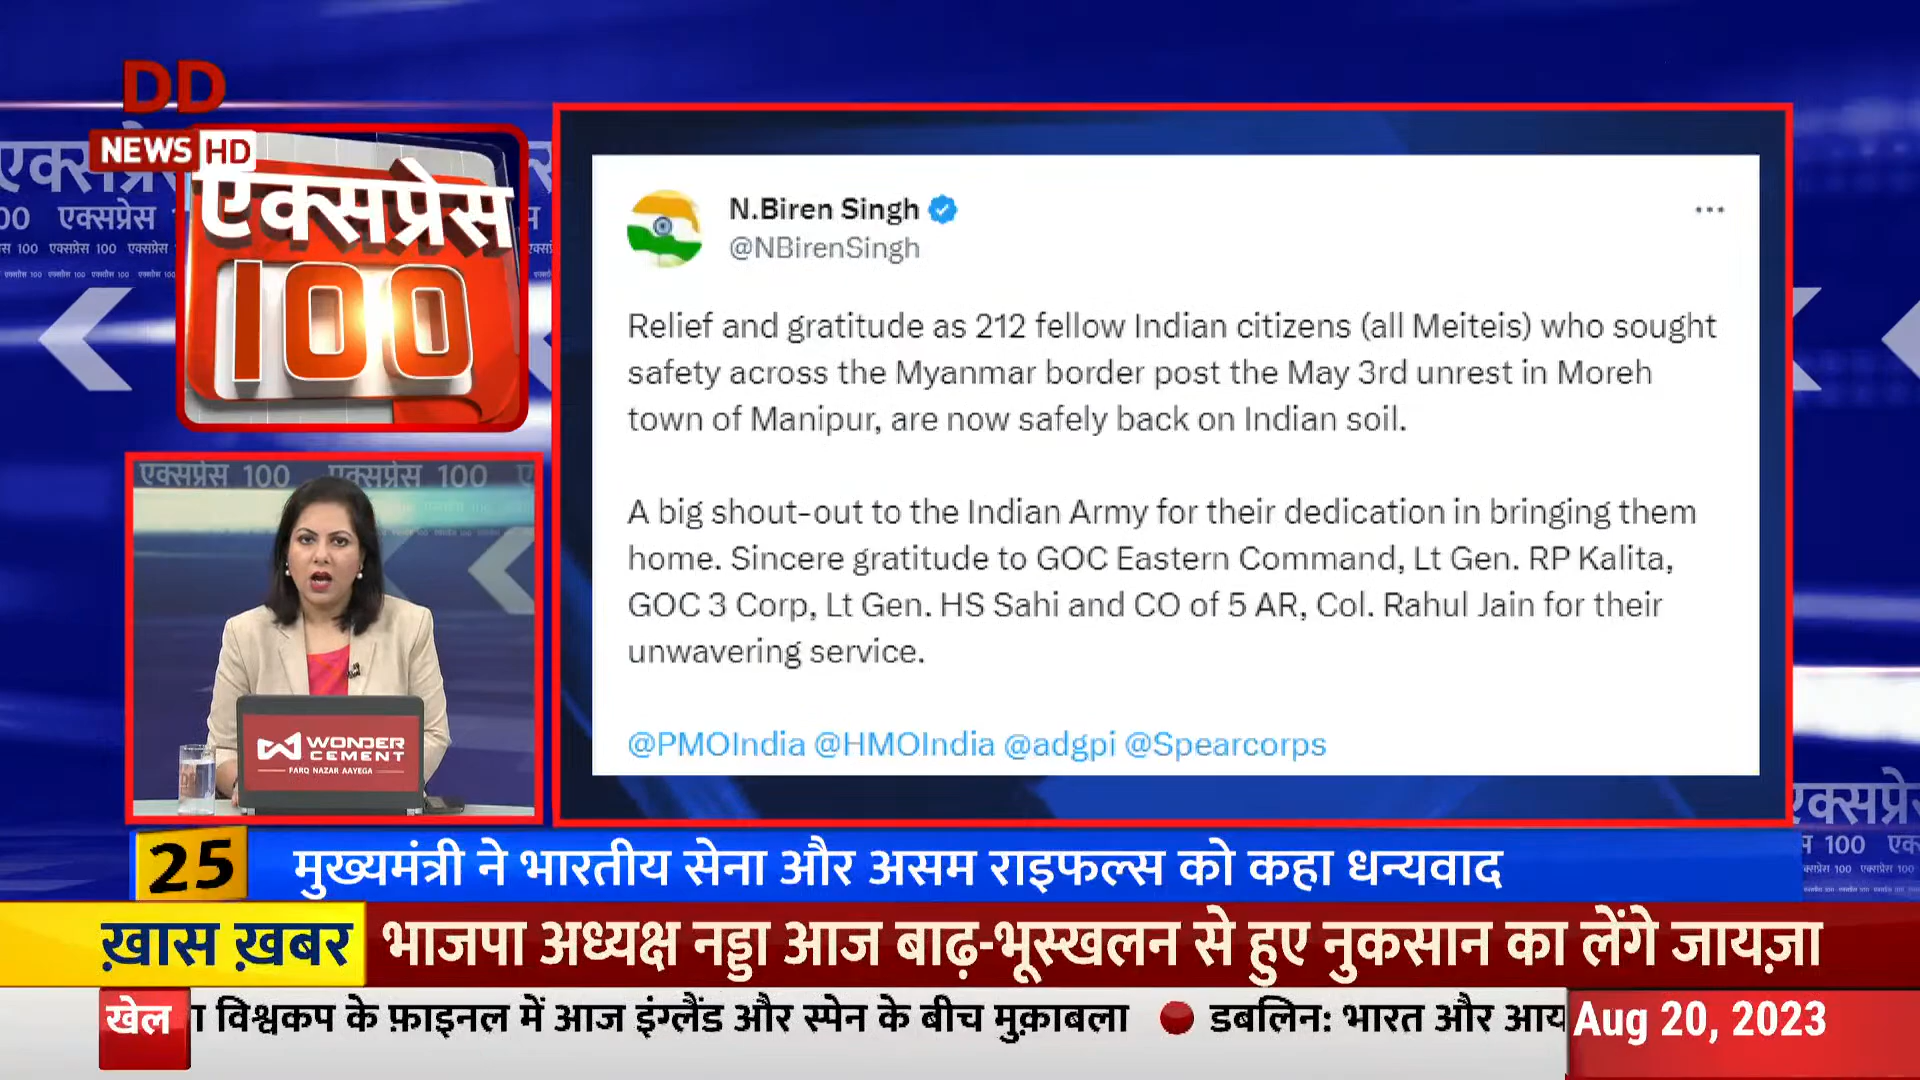 DD
NEWS HD
एक्सप्रेस
100
N.Biren Singh
@NBirenSingh
Relief and gratitude as 212 fellow Indian citizens (all Meiteis) who sought
safety across the Myanmar border post the May 3rd unrest in Moreh
town of Manipur, are now safely back on Indian soil.
A big shout-out to the Indian Army for their dedication in bringing them
home. Sincere gratitude to GOC Eastern Command, Lt Gen. RP Kalita,
GOC 3 Corp, Lt Gen. HS Sahi and CO of 5 AR, Col. Rahul Jain for their
unwavering service.
@PMOIndia @HMOIndia @adgpi @Spearcorps
एक्सप्रेस 100 एक्सप्रेस 100
WONDER
CEMENT
FARQ NAZAR AAYEGA
25 मुख्यमंत्री ने भारतीय सेना और असम राइफल्स को कहा धन्यवाद
ख़ास ख़बर भाजपा अध्यक्ष नड्डा आज बाढ़-भूस्खलन से हुए नुकसान का लेंगे जायज़ा
खेल विश्वकप के फ़ाइनल में आज इंग्लैंड और स्पेन के बीच मुक़ाबला डबलिन: भारत और Aug 20, 2023